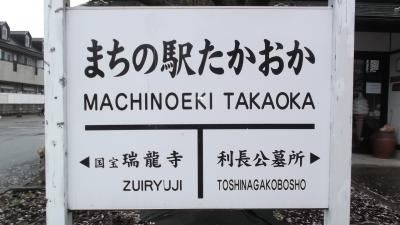 まちの駅たかおか
MACHINOEKI TAKAOKA
◀国宝 瑞龍寺
ZUIRYUJI
利長公墓所▶
TOSHINAGAKOBOSHO